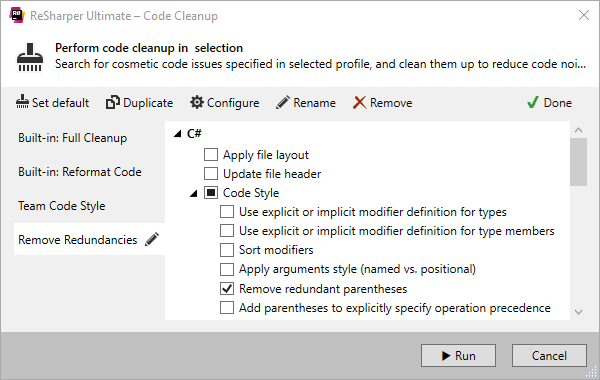 ReSharper Ultimate – Code Cleanup
Perform code cleanup in selection
Search for cosmetic code issues specified in selected profile, and clean them up to reduce code noi...
Set default Duplicate Configure Rename Remove Done
Built-in: Full Cleanup
Built-in: Reformat Code
Team Code Style
Remove Redundancies
C#
Apply file layout
Update file header
Code Style
Use explicit or implicit modifier definition for types
Use explicit or implicit modifier definition for type members
Sort modifiers
Apply arguments style (named vs. positional)
Remove redundant parentheses
Add parentheses to explicitly specify operation precedence
Run Cancel